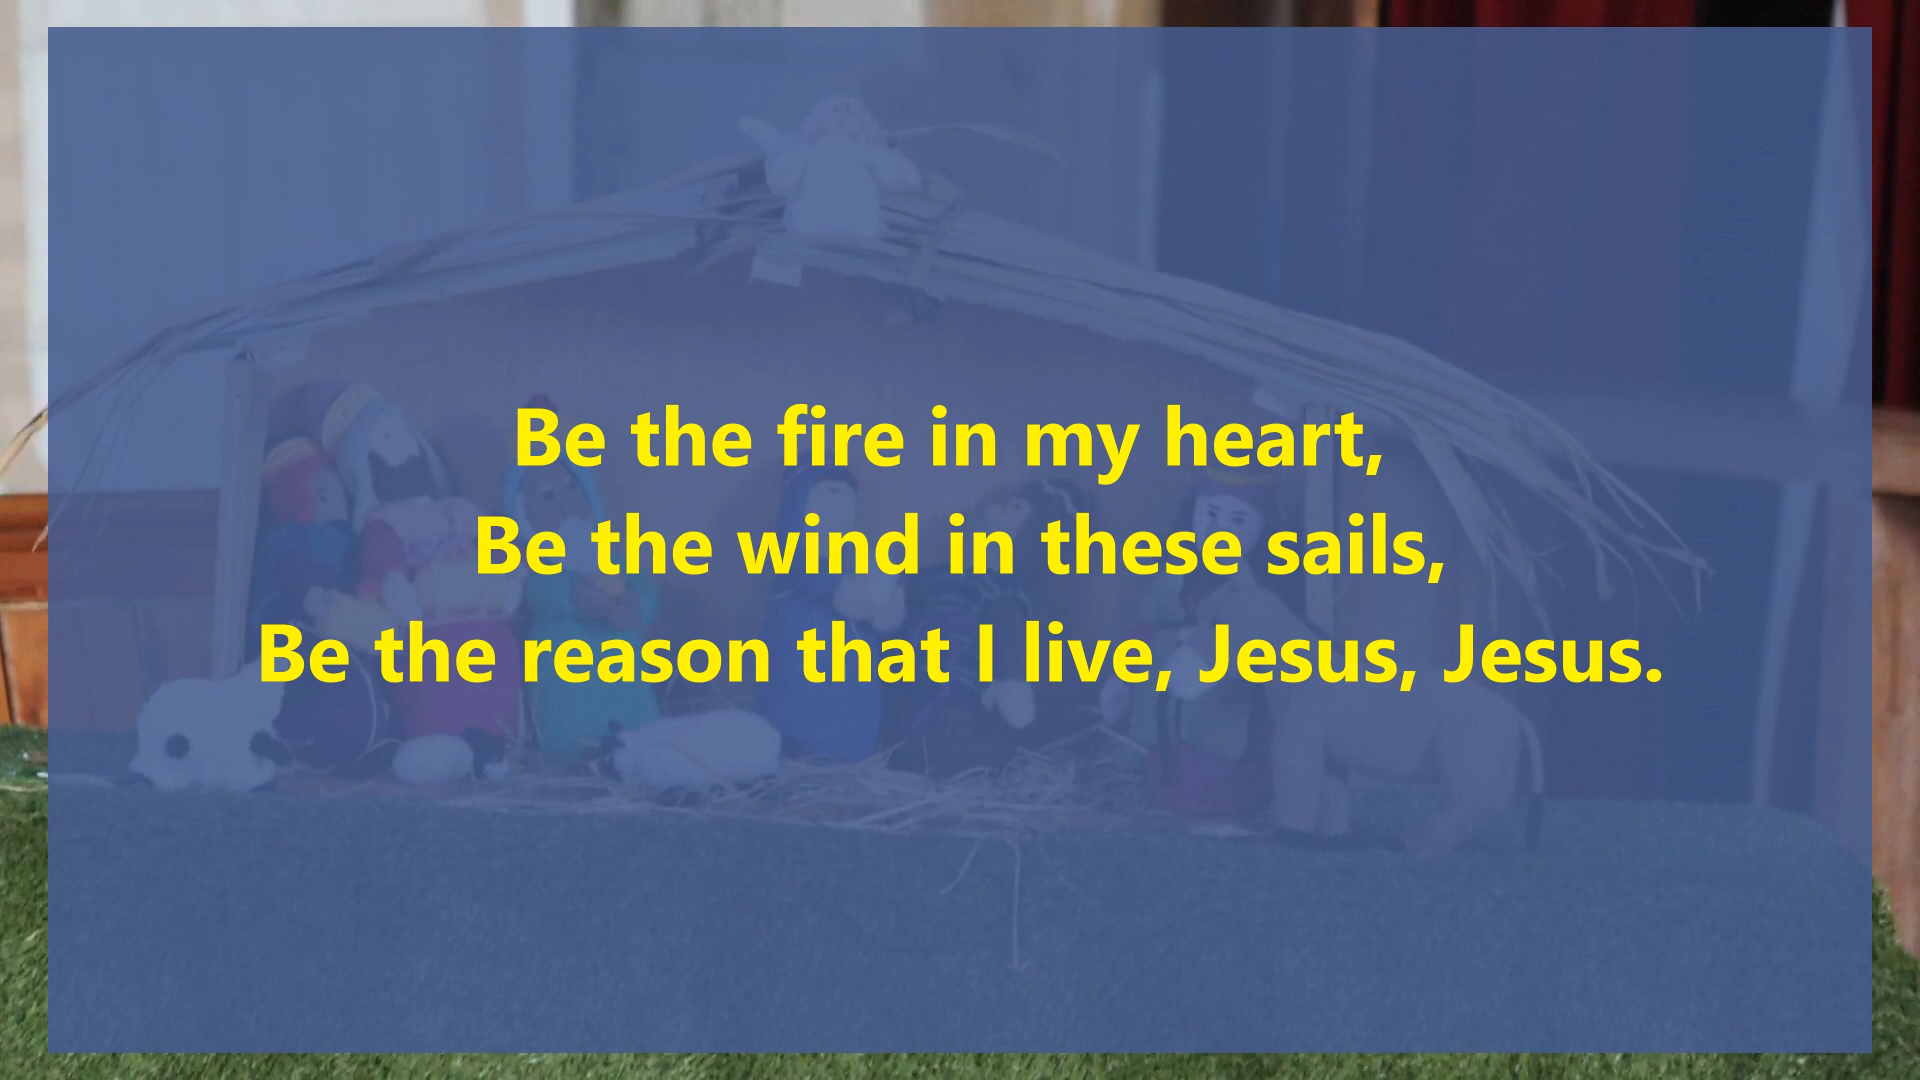 Be the fire in my heart,
Be the wind in these sails,
Be the reason that I live, Jesus, Jesus.